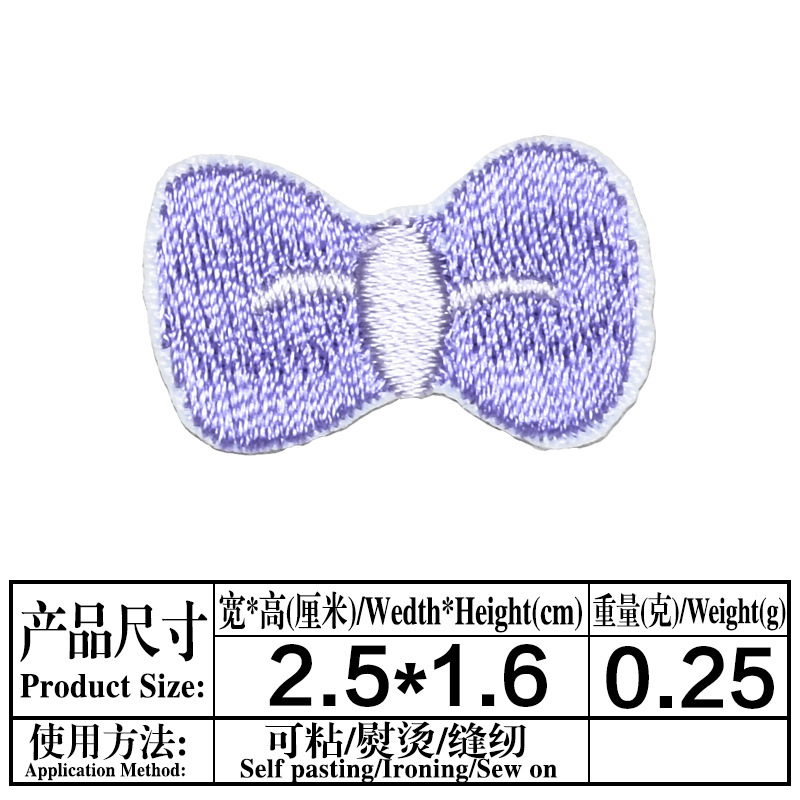 产品尺寸
Product Size:
宽*高(厘米)/Wedth*Height(cm)
重量(克)/Weight(g)
2.5*1.6
0.25
使用方法:
Application Method:
可粘/熨烫/缝纫
Self pasting/Ironing/Sew on